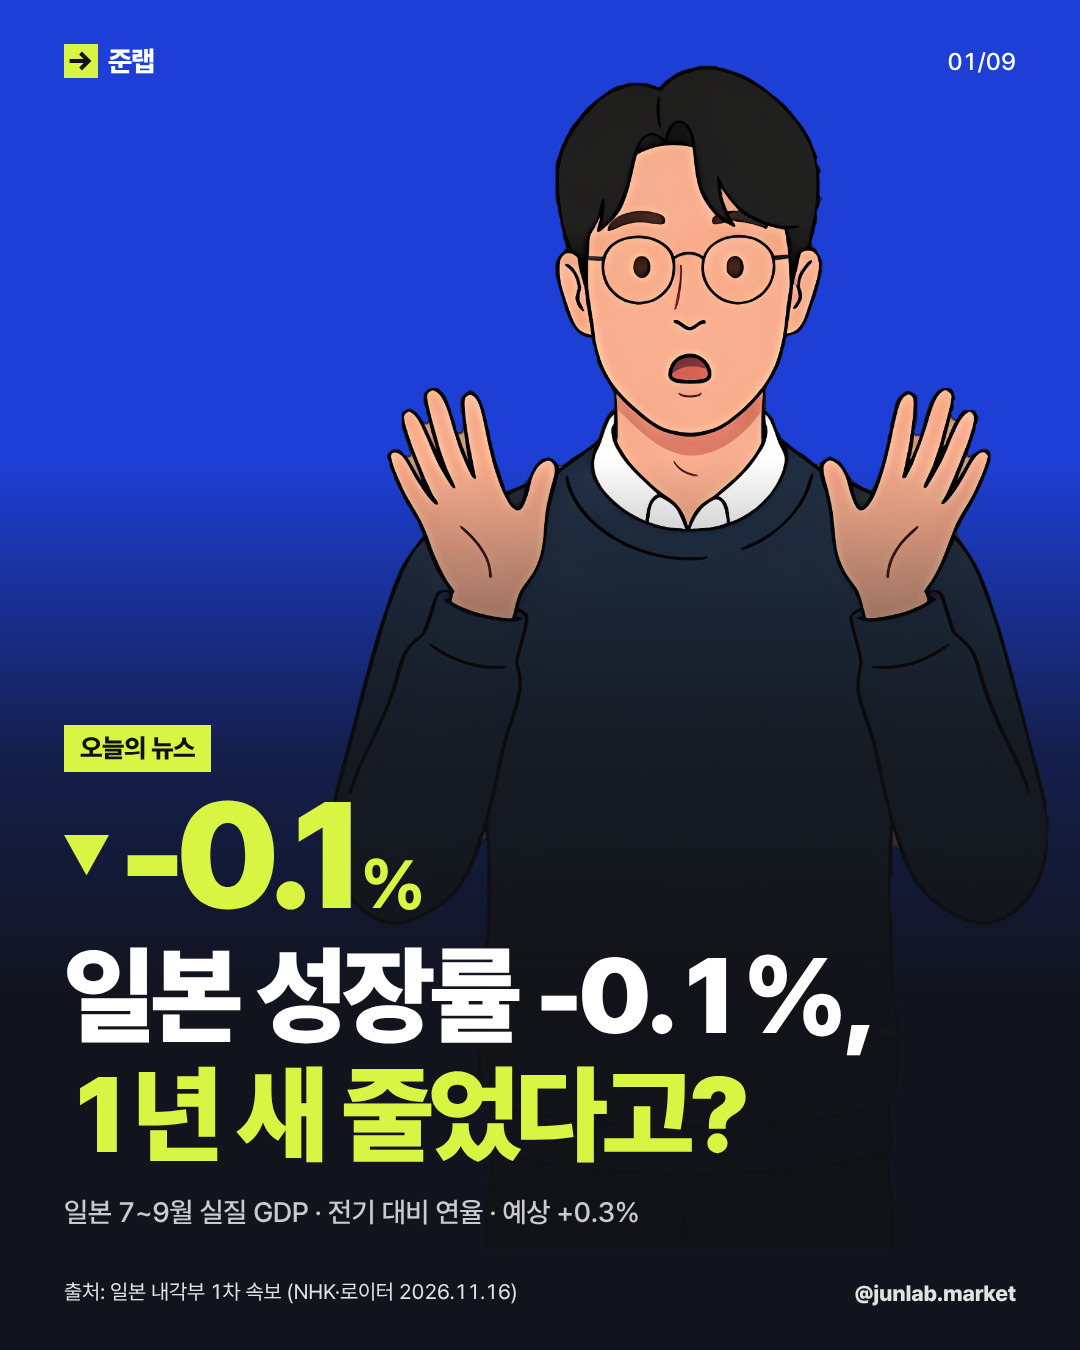 준랩
01/09
오늘의 뉴스
▼-0.1%
일본 성장률 -0.1%,
1년 새 줄었다고?
일본 7~9월 실질 GDP · 전기 대비 연율 · 예상 +0.3%
출처: 일본 내각부 1차 속보 (NHK·로이터 2026.11.16)
@junlab.market